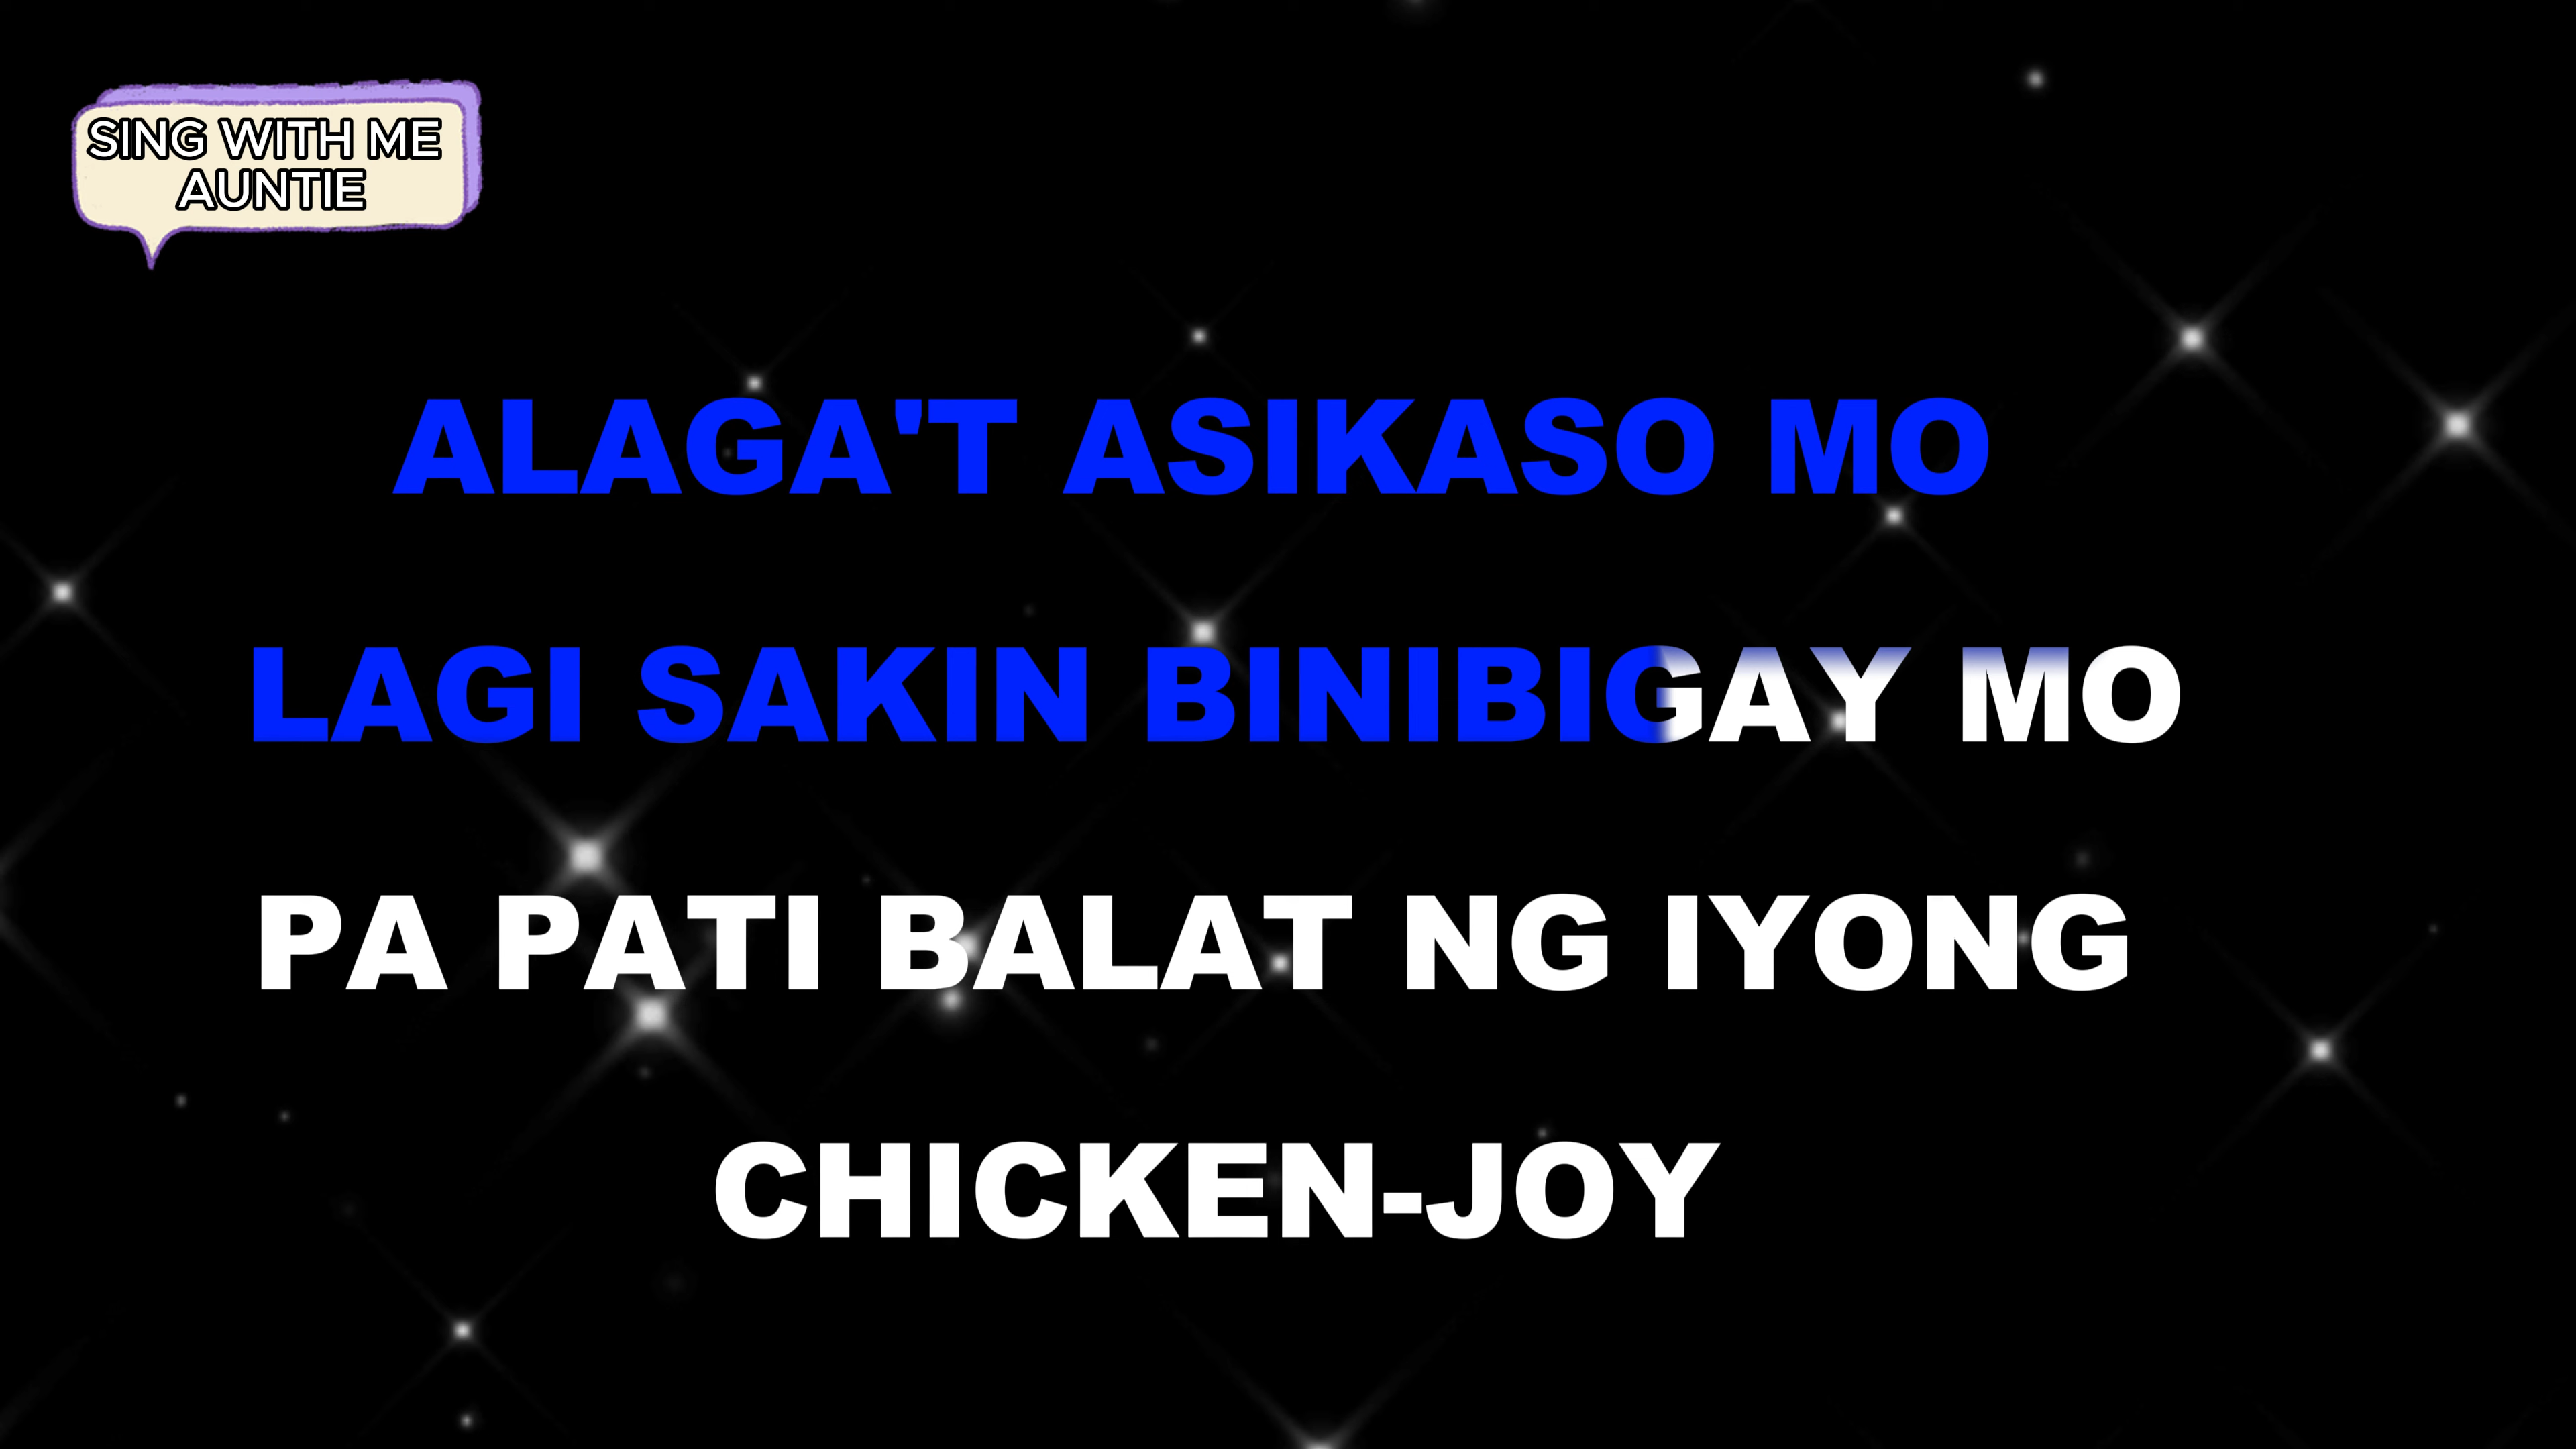 SING WITH ME
AUNTIE
ALAGA'T ASIKASO MO
LAGI SAKIN BINIBIGAY MO
PA PATI BALAT NG IYONG
CHICKEN-JOY